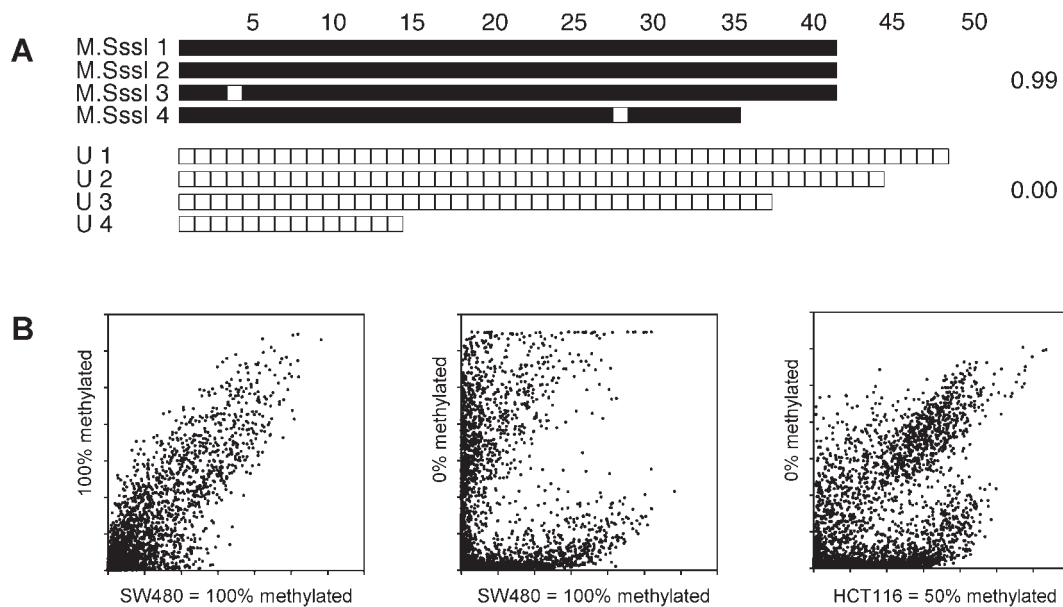 5 10 15 20 25 30 35 40 45 50
A
M.SssI 1
M.SssI 2
M.SssI 3
M.SssI 4
0.99
U 1
U 2
U 3
U 4
0.00
B
100% methylated
SW480 = 100% methylated
0% methylated
SW480 = 100% methylated
0% methylated
HCT116 = 50% methylated